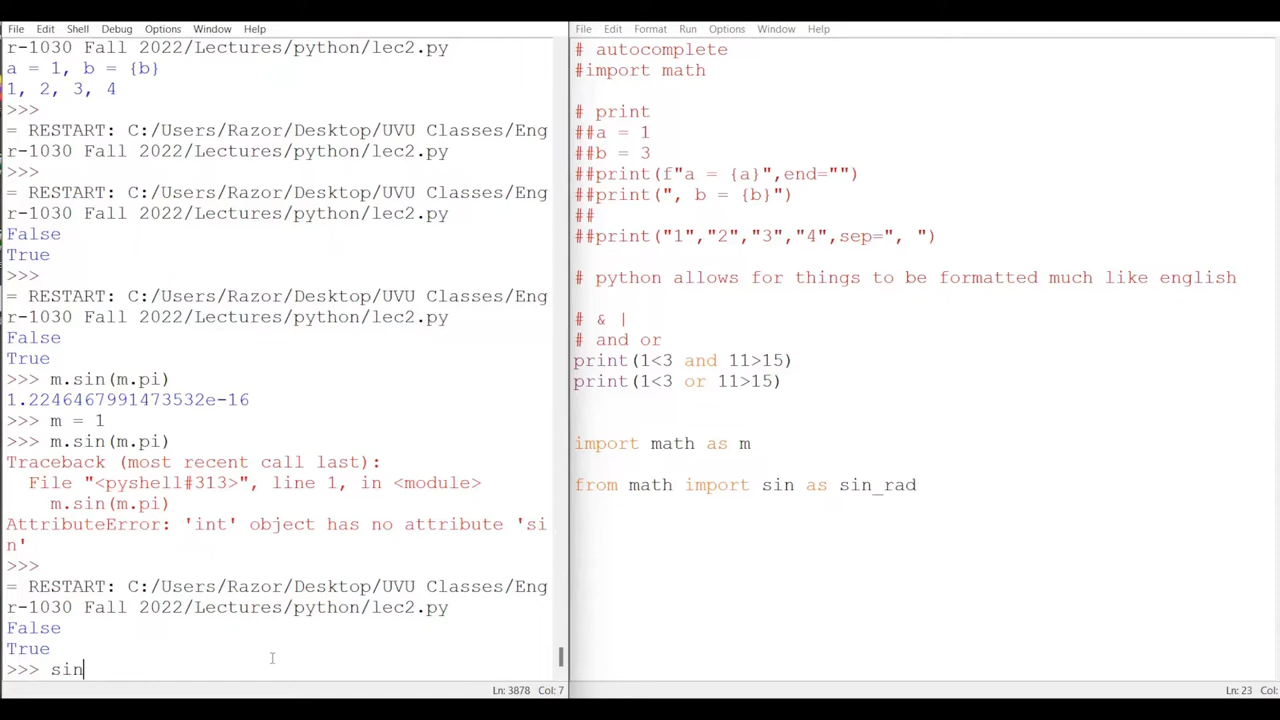 File Edit Shell Debug Options Window Help
r-1030 Fall 2022/Lectures/python/lec2.py
a = 1, b = {b}
1, 2, 3, 4
>>>
= RESTART: C:/Users/Razor/Desktop/UVU Classes/Eng
r-1030 Fall 2022/Lectures/python/lec2.py
>>>
= RESTART: C:/Users/Razor/Desktop/UVU Classes/Eng
r-1030 Fall 2022/Lectures/python/lec2.py
False
True
>>>
= RESTART: C:/Users/Razor/Desktop/UVU Classes/Eng
r-1030 Fall 2022/Lectures/python/lec2.py
False
True
>>> m.sin(m.pi)
1.2246467991473532e-16
>>> m = 1
>>> m.sin(m.pi)
Traceback (most recent call last):
  File "<pyshell#313>", line 1, in <module>
    m.sin(m.pi)
AttributeError: 'int' object has no attribute 'si
n'
>>>
= RESTART: C:/Users/Razor/Desktop/UVU Classes/Eng
r-1030 Fall 2022/Lectures/python/lec2.py
False
True
>>> sin
Ln: 3878 Col: 7
File Edit Format Run Options Window Help
# autocomplete
#import math
# print
##a = 1
##b = 3
##print(f"a = {a}",end="")
##print(", b = {b}")
##
##print("1","2","3","4",sep=", ")
# python allows for things to be formatted much like english
# & |
# and or
print(1<3 and 11>15)
print(1<3 or 11>15)
import math as m
from math import sin as sin_rad
Ln: 23 Col: